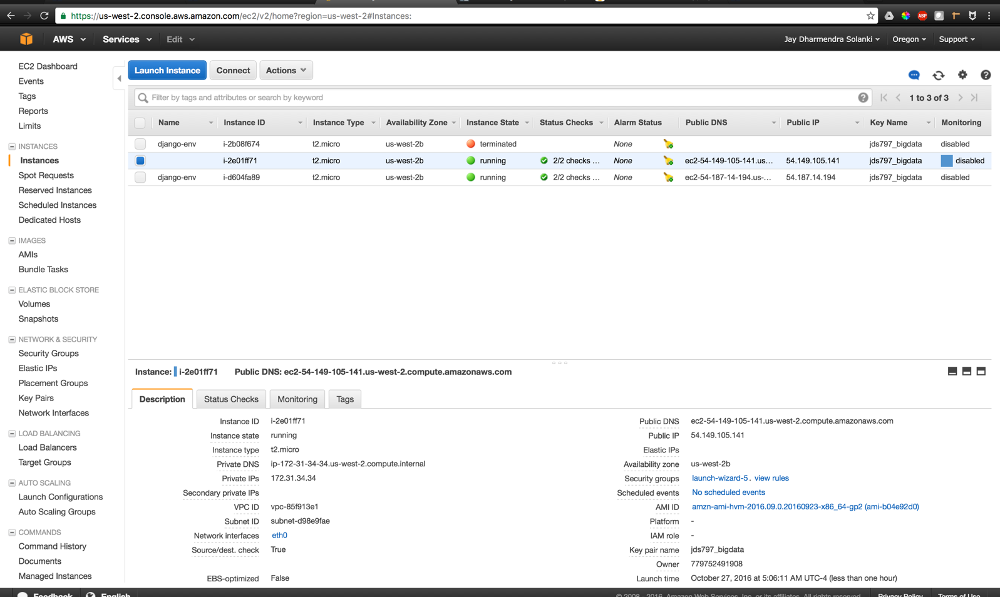 https://us-west-2.console.aws.amazon.com/ec2/v2/home?region=us-west-2#Instances:
ABP
AWS Services Edit Jay Dharmendra Solanki Oregon Support
EC2 Dashboard
Events
Tags
Reports
Limits
INSTANCES
Instances
Spot Requests
Reserved Instances
Scheduled Instances
Dedicated Hosts
IMAGES
AMIs
Bundle Tasks
ELASTIC BLOCK STORE
Volumes
Snapshots
NETWORK & SECURITY
Security Groups
Elastic IPs
Placement Groups
Key Pairs
Network Interfaces
LOAD BALANCING
Load Balancers
Target Groups
AUTO SCALING
Launch Configurations
Auto Scaling Groups
COMMANDS
Command History
Documents
Managed Instances
Launch Instance Connect Actions
Filter by tags and attributes or search by keyword 1 to 3 of 3
Name Instance ID Instance Type Availability Zone Instance State Status Checks Alarm Status Public DNS Public IP Key Name Monitoring
django-env i-2b08f674 t2.micro us-west-2b terminated None jds797_bigdata disabled
i-2e01ff71 t2.micro us-west-2b running 2/2 checks ... None ec2-54-149-105-141.us... 54.149.105.141 jds797_bigdata disabled
django-env i-d604fa89 t2.micro us-west-2b running 2/2 checks ... None ec2-54-187-14-194.us-... 54.187.14.194 jds797_bigdata disabled
Instance: i-2e01ff71 Public DNS: ec2-54-149-105-141.us-west-2.compute.amazonaws.com
Description Status Checks Monitoring Tags
Instance ID i-2e01ff71
Instance state running
Instance type t2.micro
Private DNS ip-172-31-34-34.us-west-2.compute.internal
Private IPs 172.31.34.34
Secondary private IPs
VPC ID vpc-85f913e1
Subnet ID subnet-d98e9fae
Network interfaces eth0
Source/dest. check True
EBS-optimized False
Public DNS ec2-54-149-105-141.us-west-2.compute.amazonaws.com
Public IP 54.149.105.141
Elastic IPs
Availability zone us-west-2b
Security groups launch-wizard-5. view rules
Scheduled events No scheduled events
AMI ID amzn-ami-hvm-2016.09.0.20160923-x86_64-gp2 (ami-b04e92d0)
Platform -
IAM role -
Key pair name jds797_bigdata
Owner 779752491908
Launch time October 27, 2016 at 5:06:11 AM UTC-4 (less than one hour)
Feedback English © 2008 - 2016, Amazon Web Services, Inc. or its affiliates. All rights reserved. Privacy Policy Terms of Use